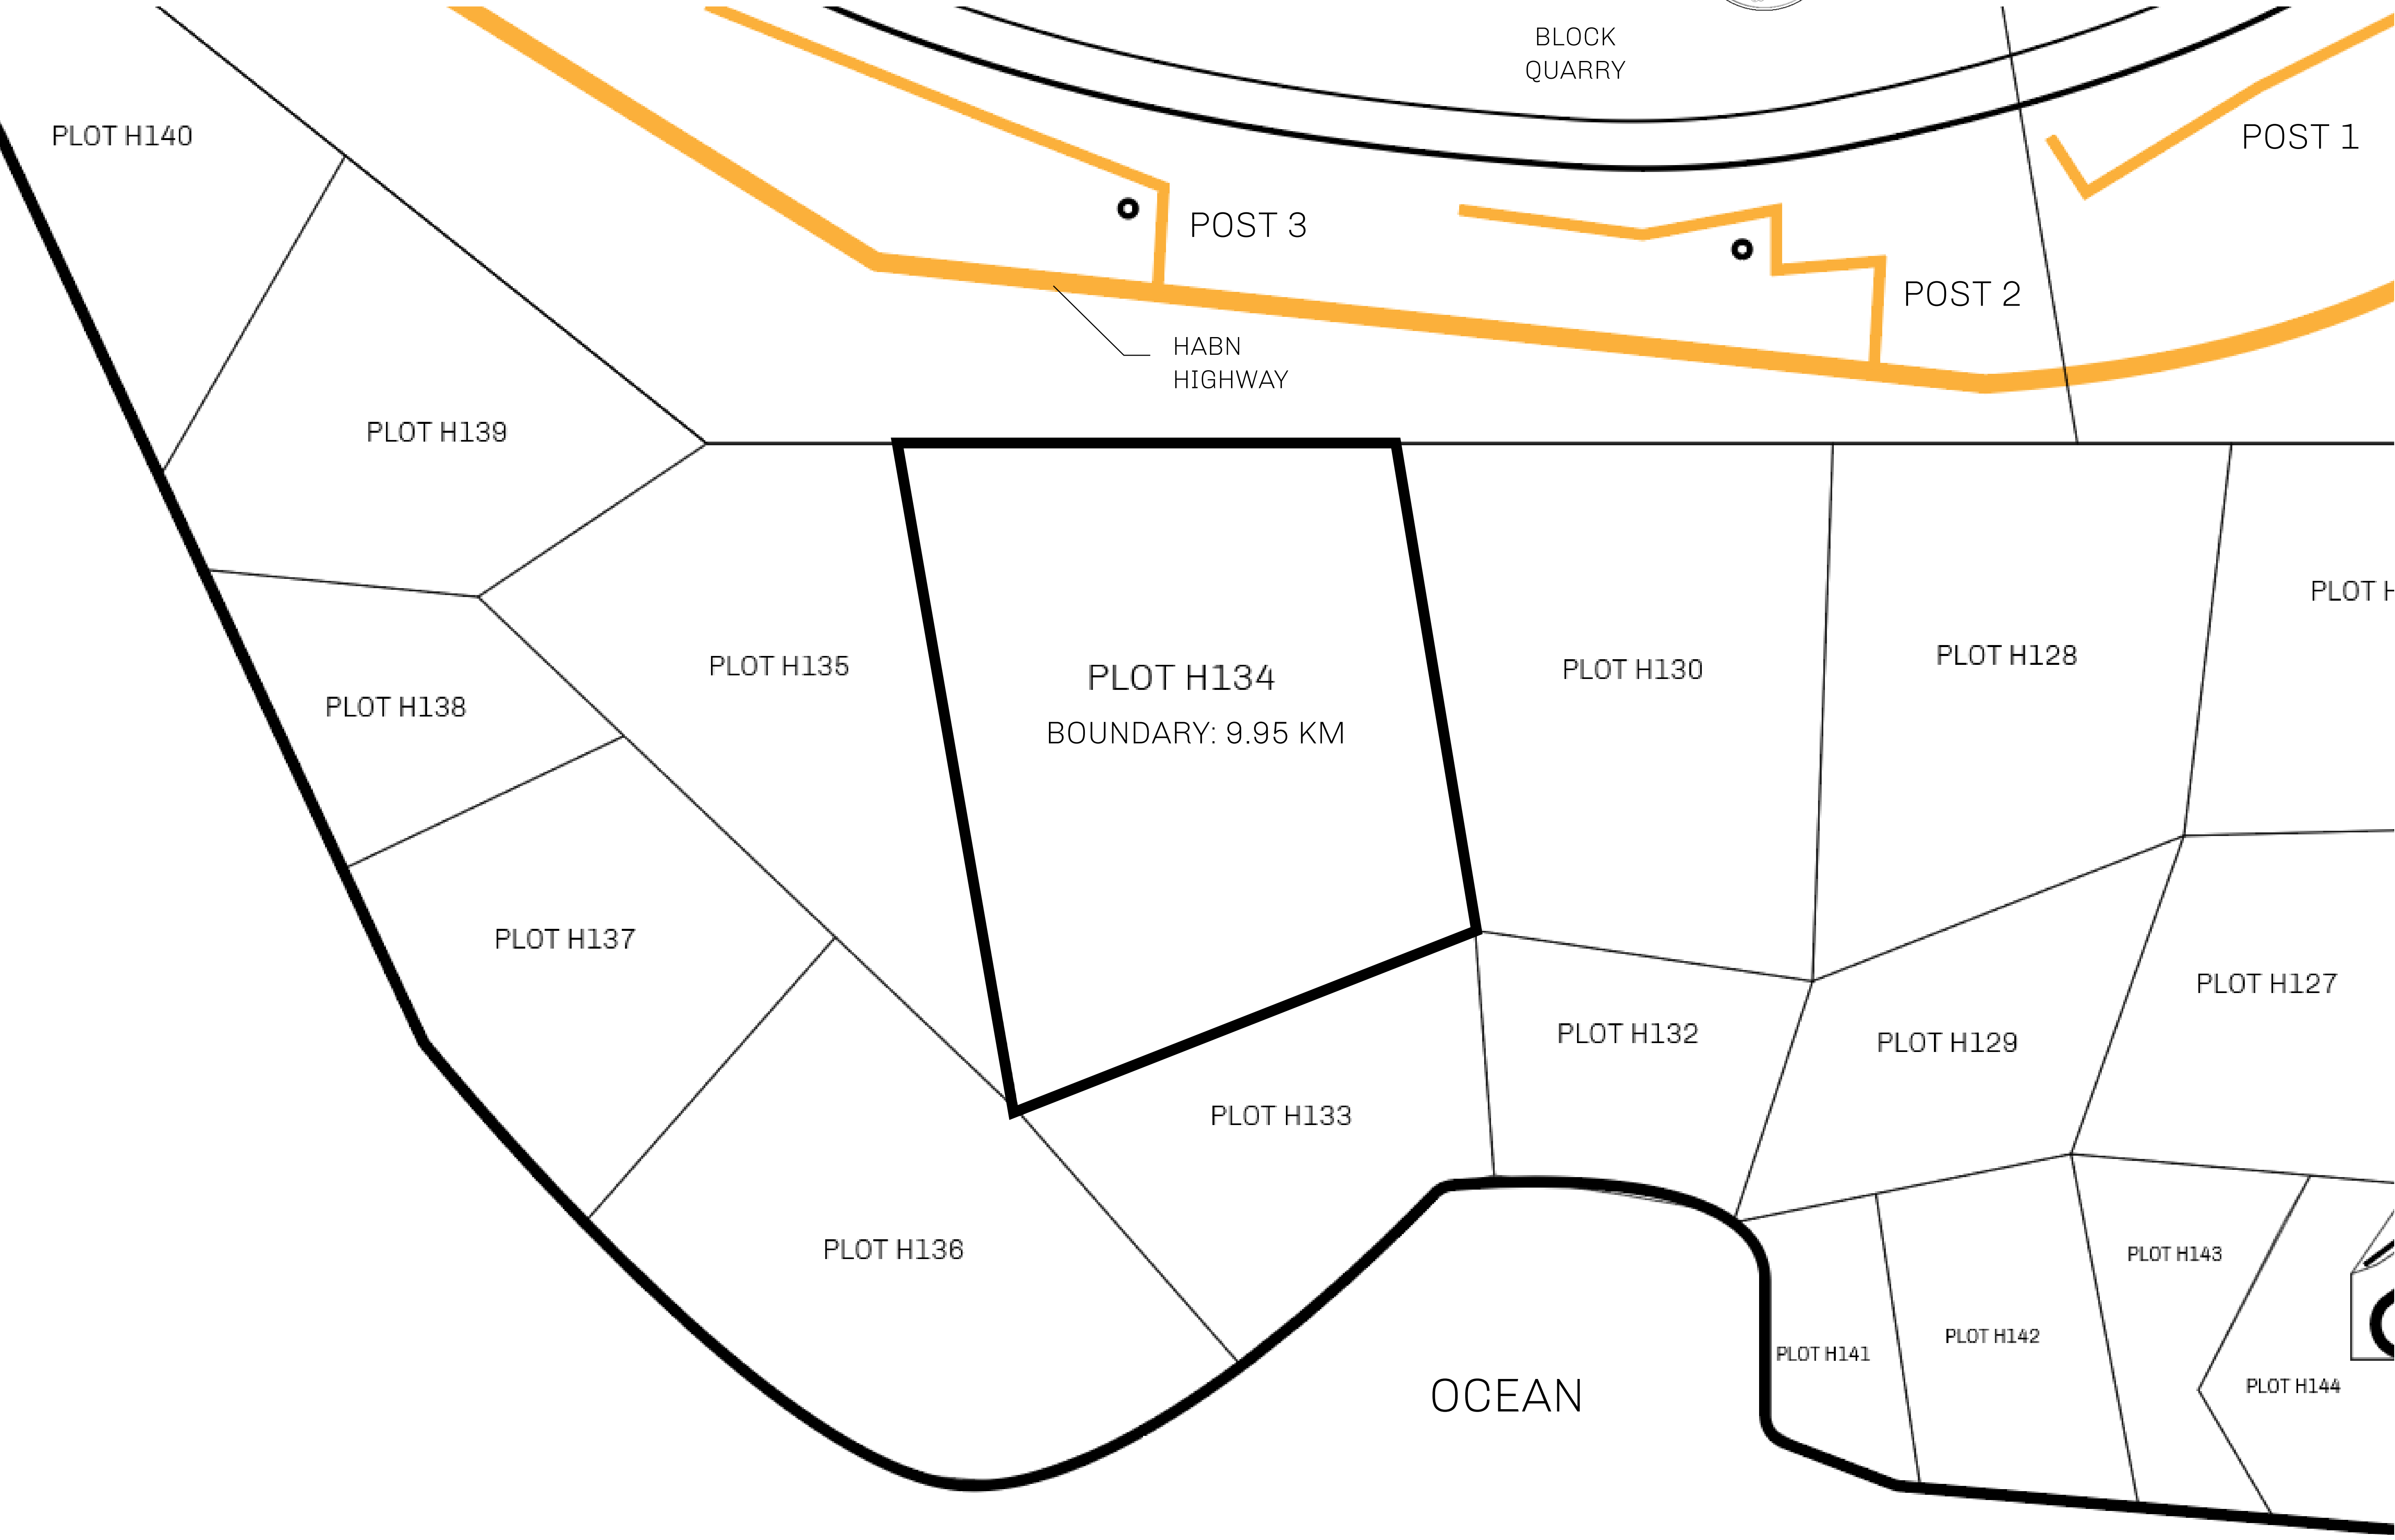 BLOCK
QUARRY
PLOT H140
POST 1
POST 3
POST 2
HABN
HIGHWAY
PLOT H139
PLOT H
PLOT H135
PLOT H134
BOUNDARY: 9.95 KM
PLOT H130
PLOT H128
PLOT H138
PLOT H137
PLOT H127
PLOT H132
PLOT H129
PLOT H133
PLOT H136
PLOT H143
PLOT H142
PLOT H141
PLOT H144
OCEAN